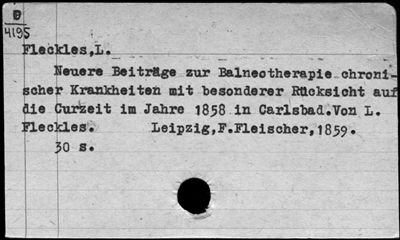 D
4195
Fleckles,L.
Neuere Beiträge zur Balneotherapie chroni-
scher Krankheiten mit besonderer Rücksicht auf
die Curzeit im Jahre 1858 in Carlsbad.Von L.
Fleckles. Leipzig,F.Fleischer,1859.
30 s.